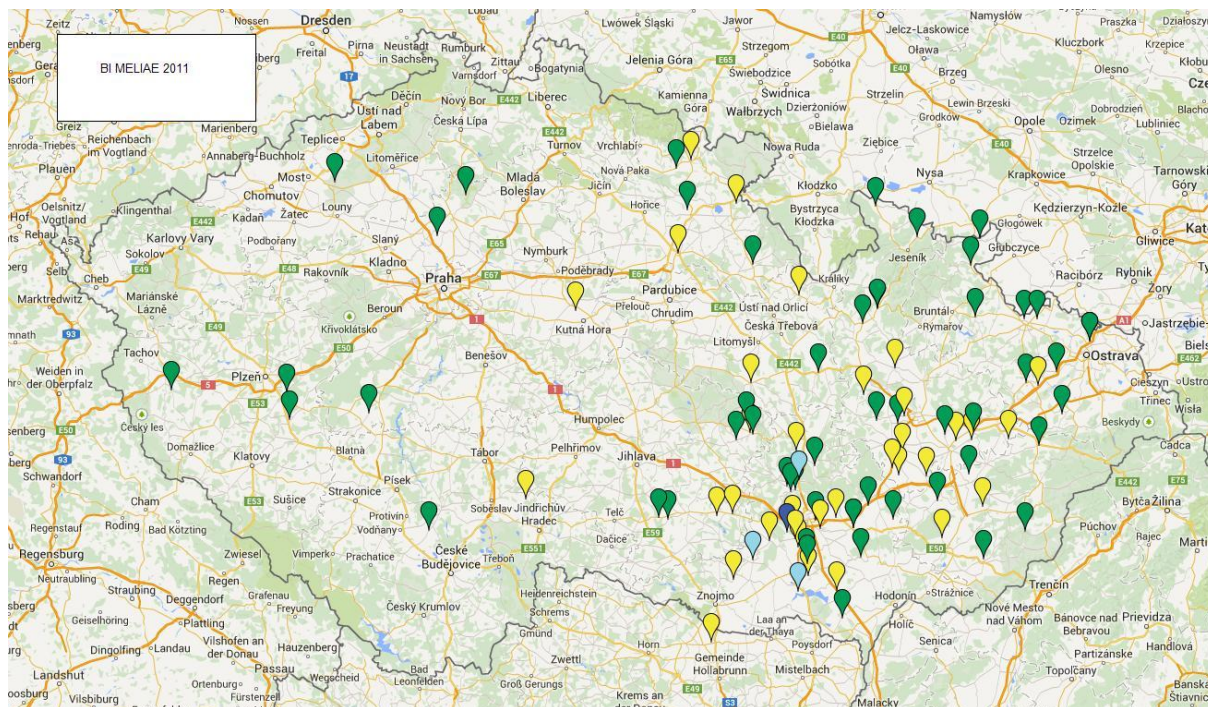 BI MELIAE 2011
Zeitz
Nossen
Dresden
Görlitz
Lwówek Śląski
Jawor
Jelcz-Laskowice
Namysłów
Praszka
Działoszyn
Freital
Pirna
Neustadt
in Sachsen
Rumburk
Varnsdorf
Zittau
Bogatynia
Jelenia Góra
Strzegom
Świebodzice
Sobótka
Oława
Brzeg
Kluczbork
Krzepice
Olesno
Greiz
Reichenbach
im Vogtland
Marienberg
Děčín
Ústí nad
Labem
Nový Bor
Česká Lípa
Liberec
Kamienna
Góra
Wałbrzych
Świdnica
Dzierżoniów
Bielawa
Strzelin
Grodków
Lewin Brzeski
Opole
Ozimek
Dobrodzień
Lubliniec
Plauen
Annaberg-Buchholz
Teplice
Most
Chomutov
Litoměřice
Turnov
Vrchlabí
Nova Paka
Nowa Ruda
Ziębice
Nysa
Krapkowice
Strzelce
Opolskie
Tarnowskie
Góry
Hof
Oelsnitz/
Vogtland
Klingenthal
Kadaň
Žatec
Louny
Mladá
Boleslav
Jičín
Hořice
Kłodzko
Bystrzyca
Kłodzka
Głogówek
Kędzierzyn-Koźle
Gliwice
Rehau
Aš
Selb
Cheb
Sokolov
Karlovy Vary
Podbořany
Slaný
Kladno
Rakovník
Nymburk
Poděbrady
Jeseník
Głubczyce
Racibórz
Rybnik
Żory
Marktredwitz
Mariánské
Lázně
Praha
Beroun
Křivoklátsko
Přelouč
Pardubice
Chrudim
Kutná Hora
Ústí nad Orlicí
Česká Třebová
Králíky
Bruntál
Rýmařov
Jastrzębie-
Litomyšl
Tachov
Plzeň
Benešov
Ostrava
Cieszyn
Třinec
Ustroń
Wisła
Weiden in
der Oberpfalz
Český les
Domažlice
Klatovy
Blatná
Humpolec
Pelhřimov
Jihlava
Tábor
Beskydy
Čadca
Schwandorf
Cham
Roding
Bad Kötzting
Sušice
Strakonice
Písek
Protivín
Vodňany
Soběslav
Jindřichův
Hradec
Telč
Dačice
Bytča
Žilina
Púchov
Rajec
Regenstauf
Regensburg
Neutraubling
Straubing
Deggendorf
Zwiesel
Regen
Grafenau
Freyung
Vimperk
Prachatice
České
Budějovice
Třeboň
Český Krumlov
Heidenreichstein
Schrems
Gmünd
Znojmo
Hodonín
Strážnice
Trenčín
Geiselhöring
Plattling
Vilshofen an
der Donau
Hauzenberg
Holíč
Senica
Nové Mesto
nad Váhom
Bánovce nad
Bebravou
Prievidza
Handlová
Laa an
der Thaya
Poysdorf
Horn
Zwettl
Gemeinde
Hollabrunn
Mistelbach
Myjava
Partizánske
Topoľčany
Dingolfing
Landau
Passau
Wegscheid
Bad
Leonfelden
Groß Gerungs
Krems an
Landshut
Vilsbiburg
Ortenburg
Fürstenzell
Malacky
Banská
Štiavnica